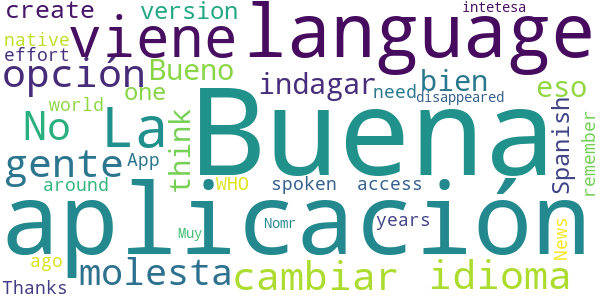 create version intetesa
native viene language
effort
opción Bueno indagar bien
world one need disappeared eso
No La Buena
think Spanish remember
gente App
around WHO spoken access
aplicación
years
Muy Nomr News
ago
molesta cambiar idioma
Thanks